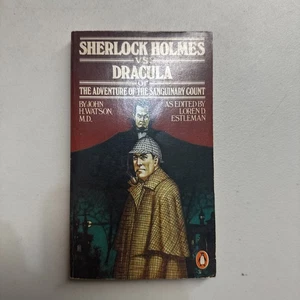 SHERLOCK HOLMES
VS.
DRACULA
OR
THE ADVENTURE OF THE SANGUINARY COUNT
BY JOHN
H. WATSON
M.D.
AS EDITED BY
LOREN D.
ESTLEMAN